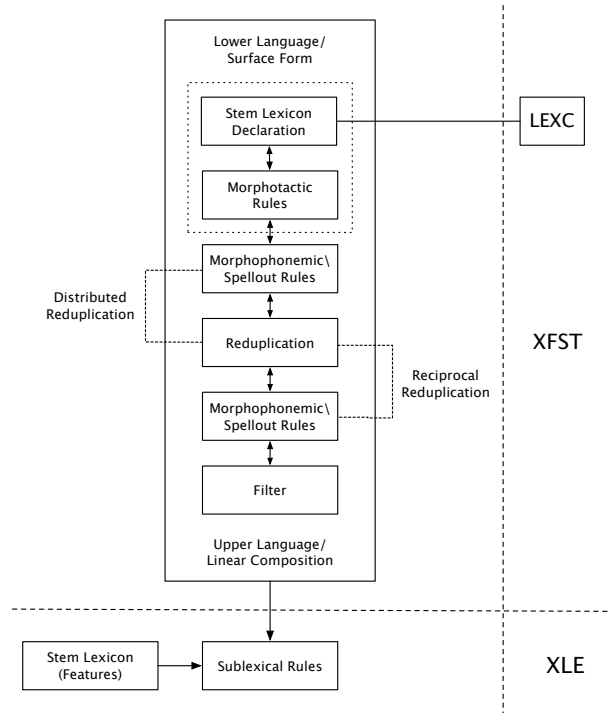 Lower Language/
Surface Form
Stem Lexicon
Declaration
LEXC
Morphotactic
Rules
Morphophonemic\
Spellout Rules
Distributed
Reduplication
Reduplication
XFST
Reciprocal
Reduplication
Morphophonemic\
Spellout Rules
Filter
Upper Language/
Linear Composition
Stem Lexicon
(Features)
Sublexical Rules
XLE